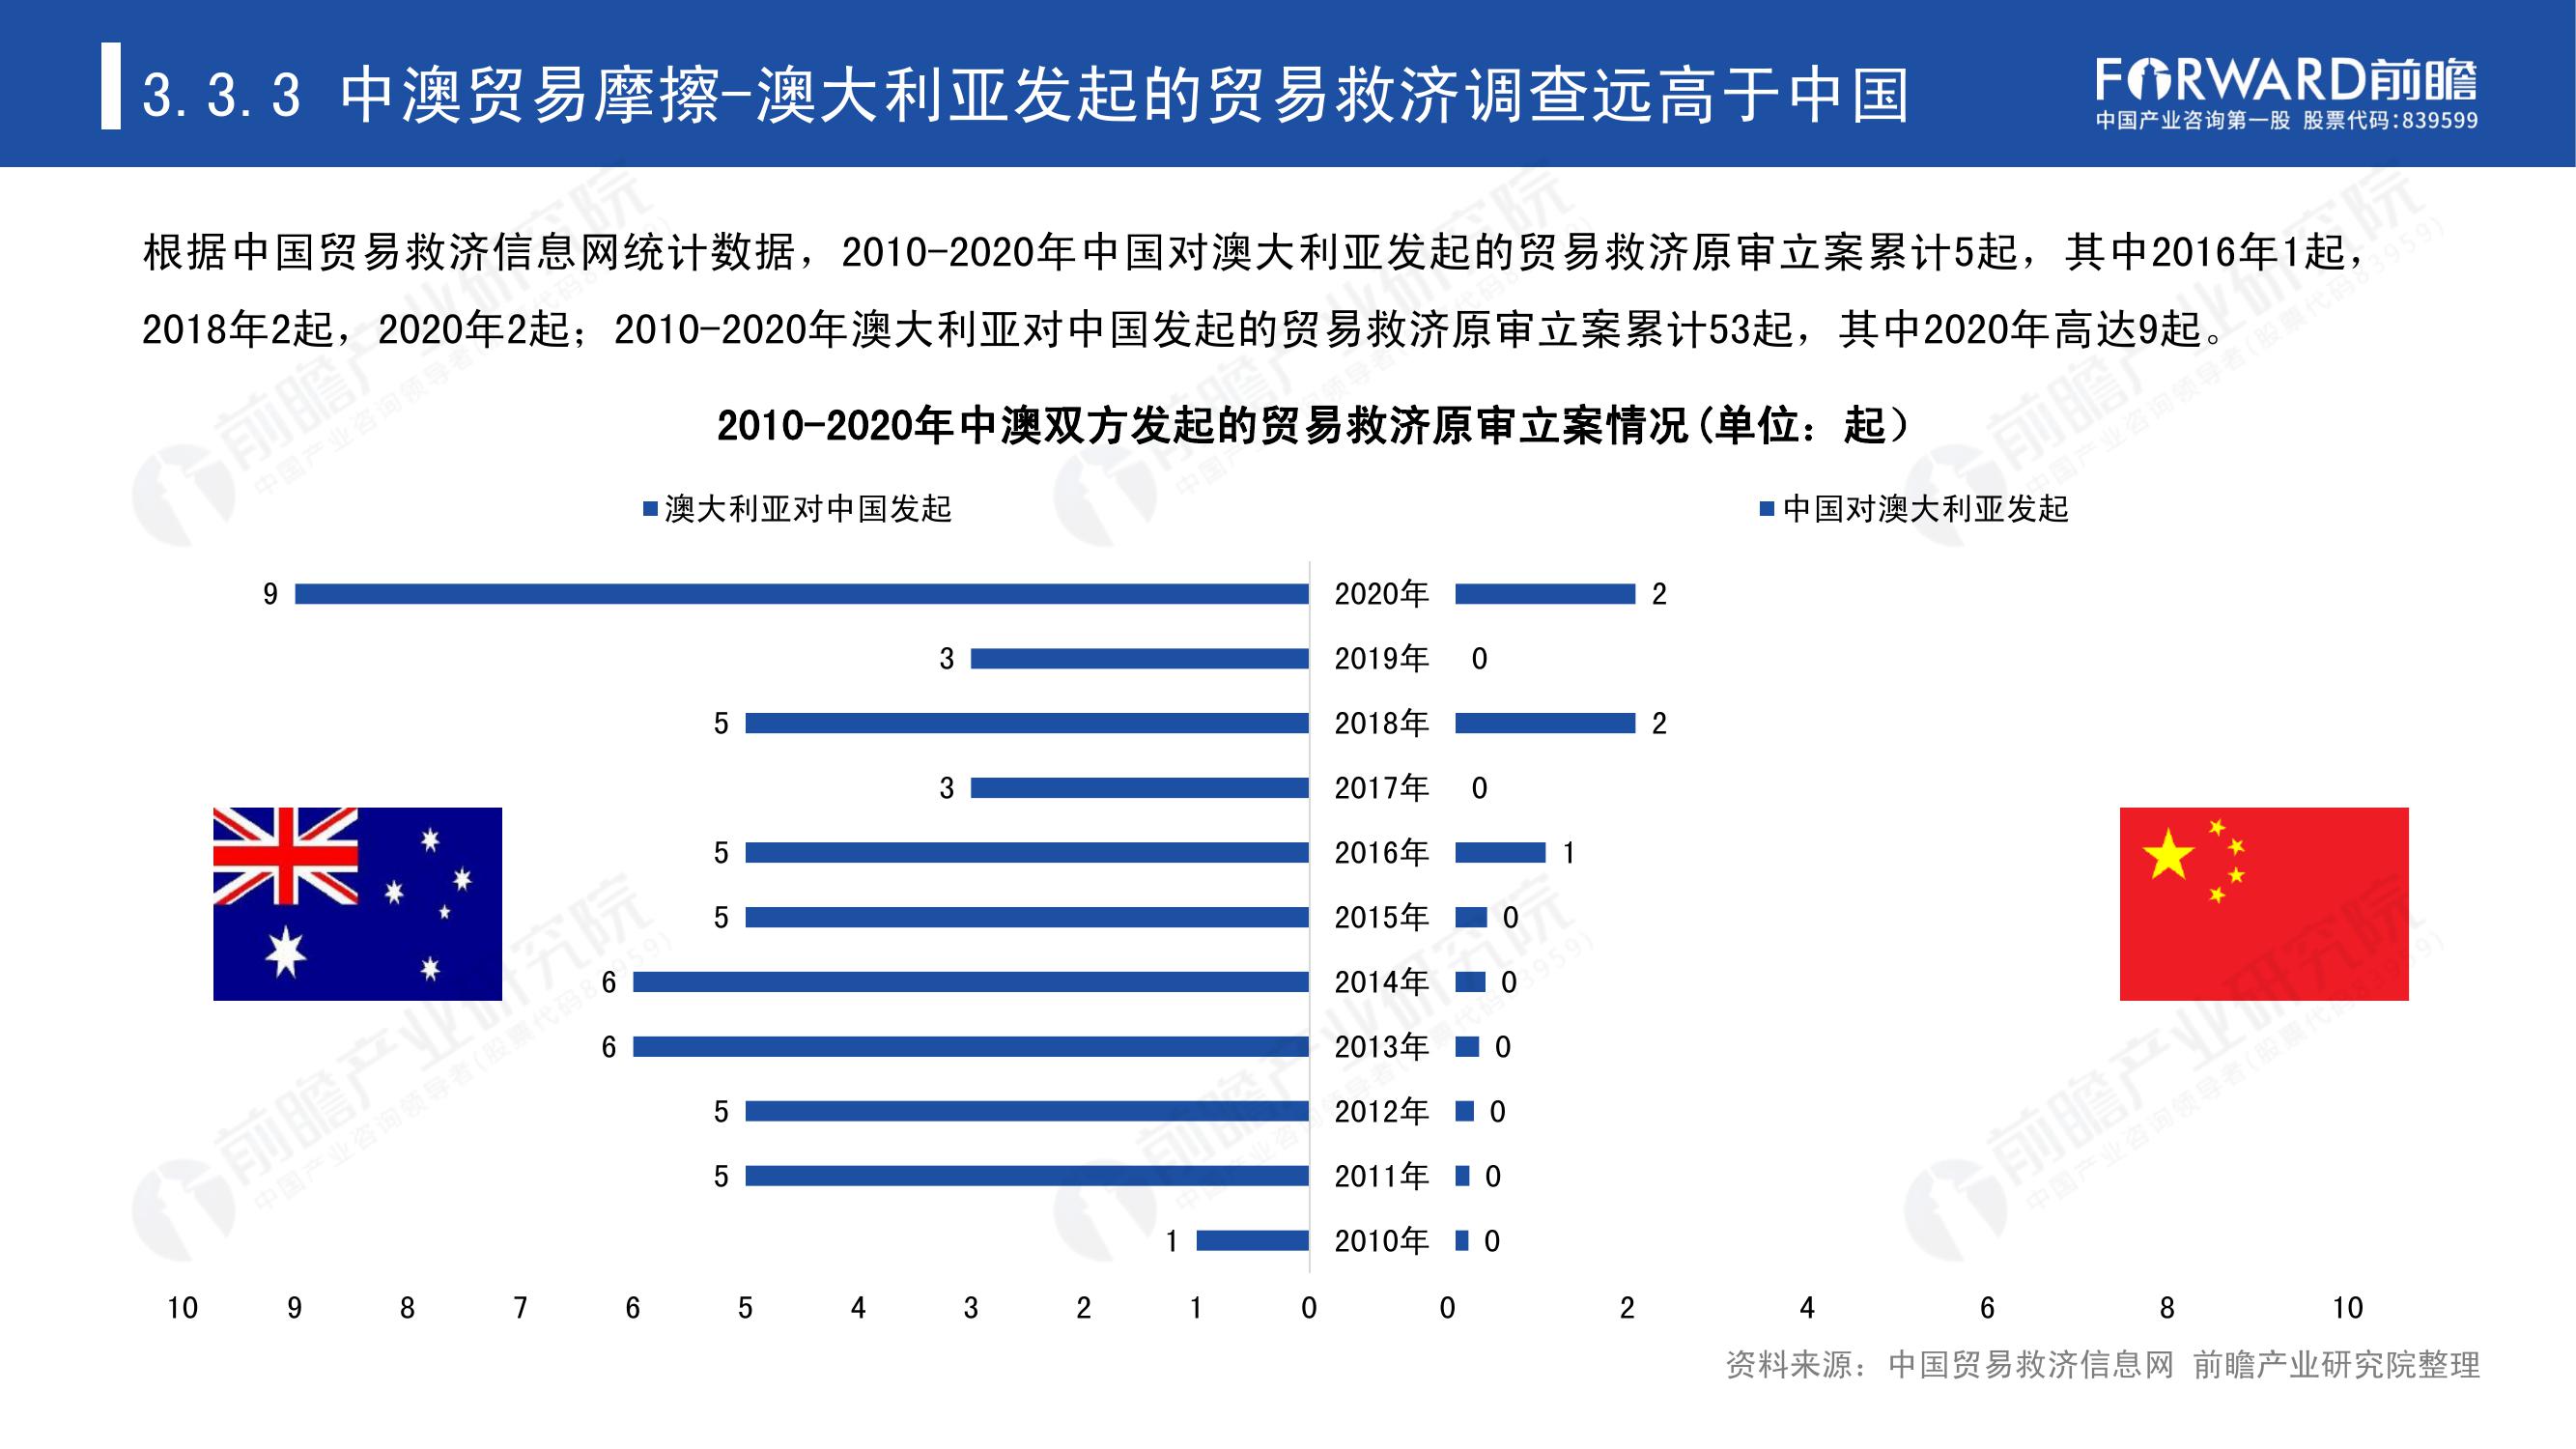 3.3.3 中澳贸易摩擦-澳大利亚发起的贸易救济调查远高于中国
FORWARD前瞻
中国产业咨询第一股 股票代码:839599
根据中国贸易救济信息网统计数据，2010-2020年中国对澳大利亚发起的贸易救济原审立案累计5起，其中2016年1起，
2018年2起，2020年2起；2010-2020年澳大利亚对中国发起的贸易救济原审立案累计53起，其中2020年高达9起。
2010-2020年中澳双方发起的贸易救济原审立案情况(单位：起）
澳大利亚对中国发起 中国对澳大利亚发起
9 2020年 2
3 2019年 0
5 2018年 2
3 2017年 0
5 2016年 1
5 2015年 0
6 2014年 0
6 2013年 0
5 2012年 0
5 2011年 0
1 2010年 0
10 9 8 7 6 5 4 3 2 1 0 0 2 4 6 8 10
资料来源：中国贸易救济信息网 前瞻产业研究院整理